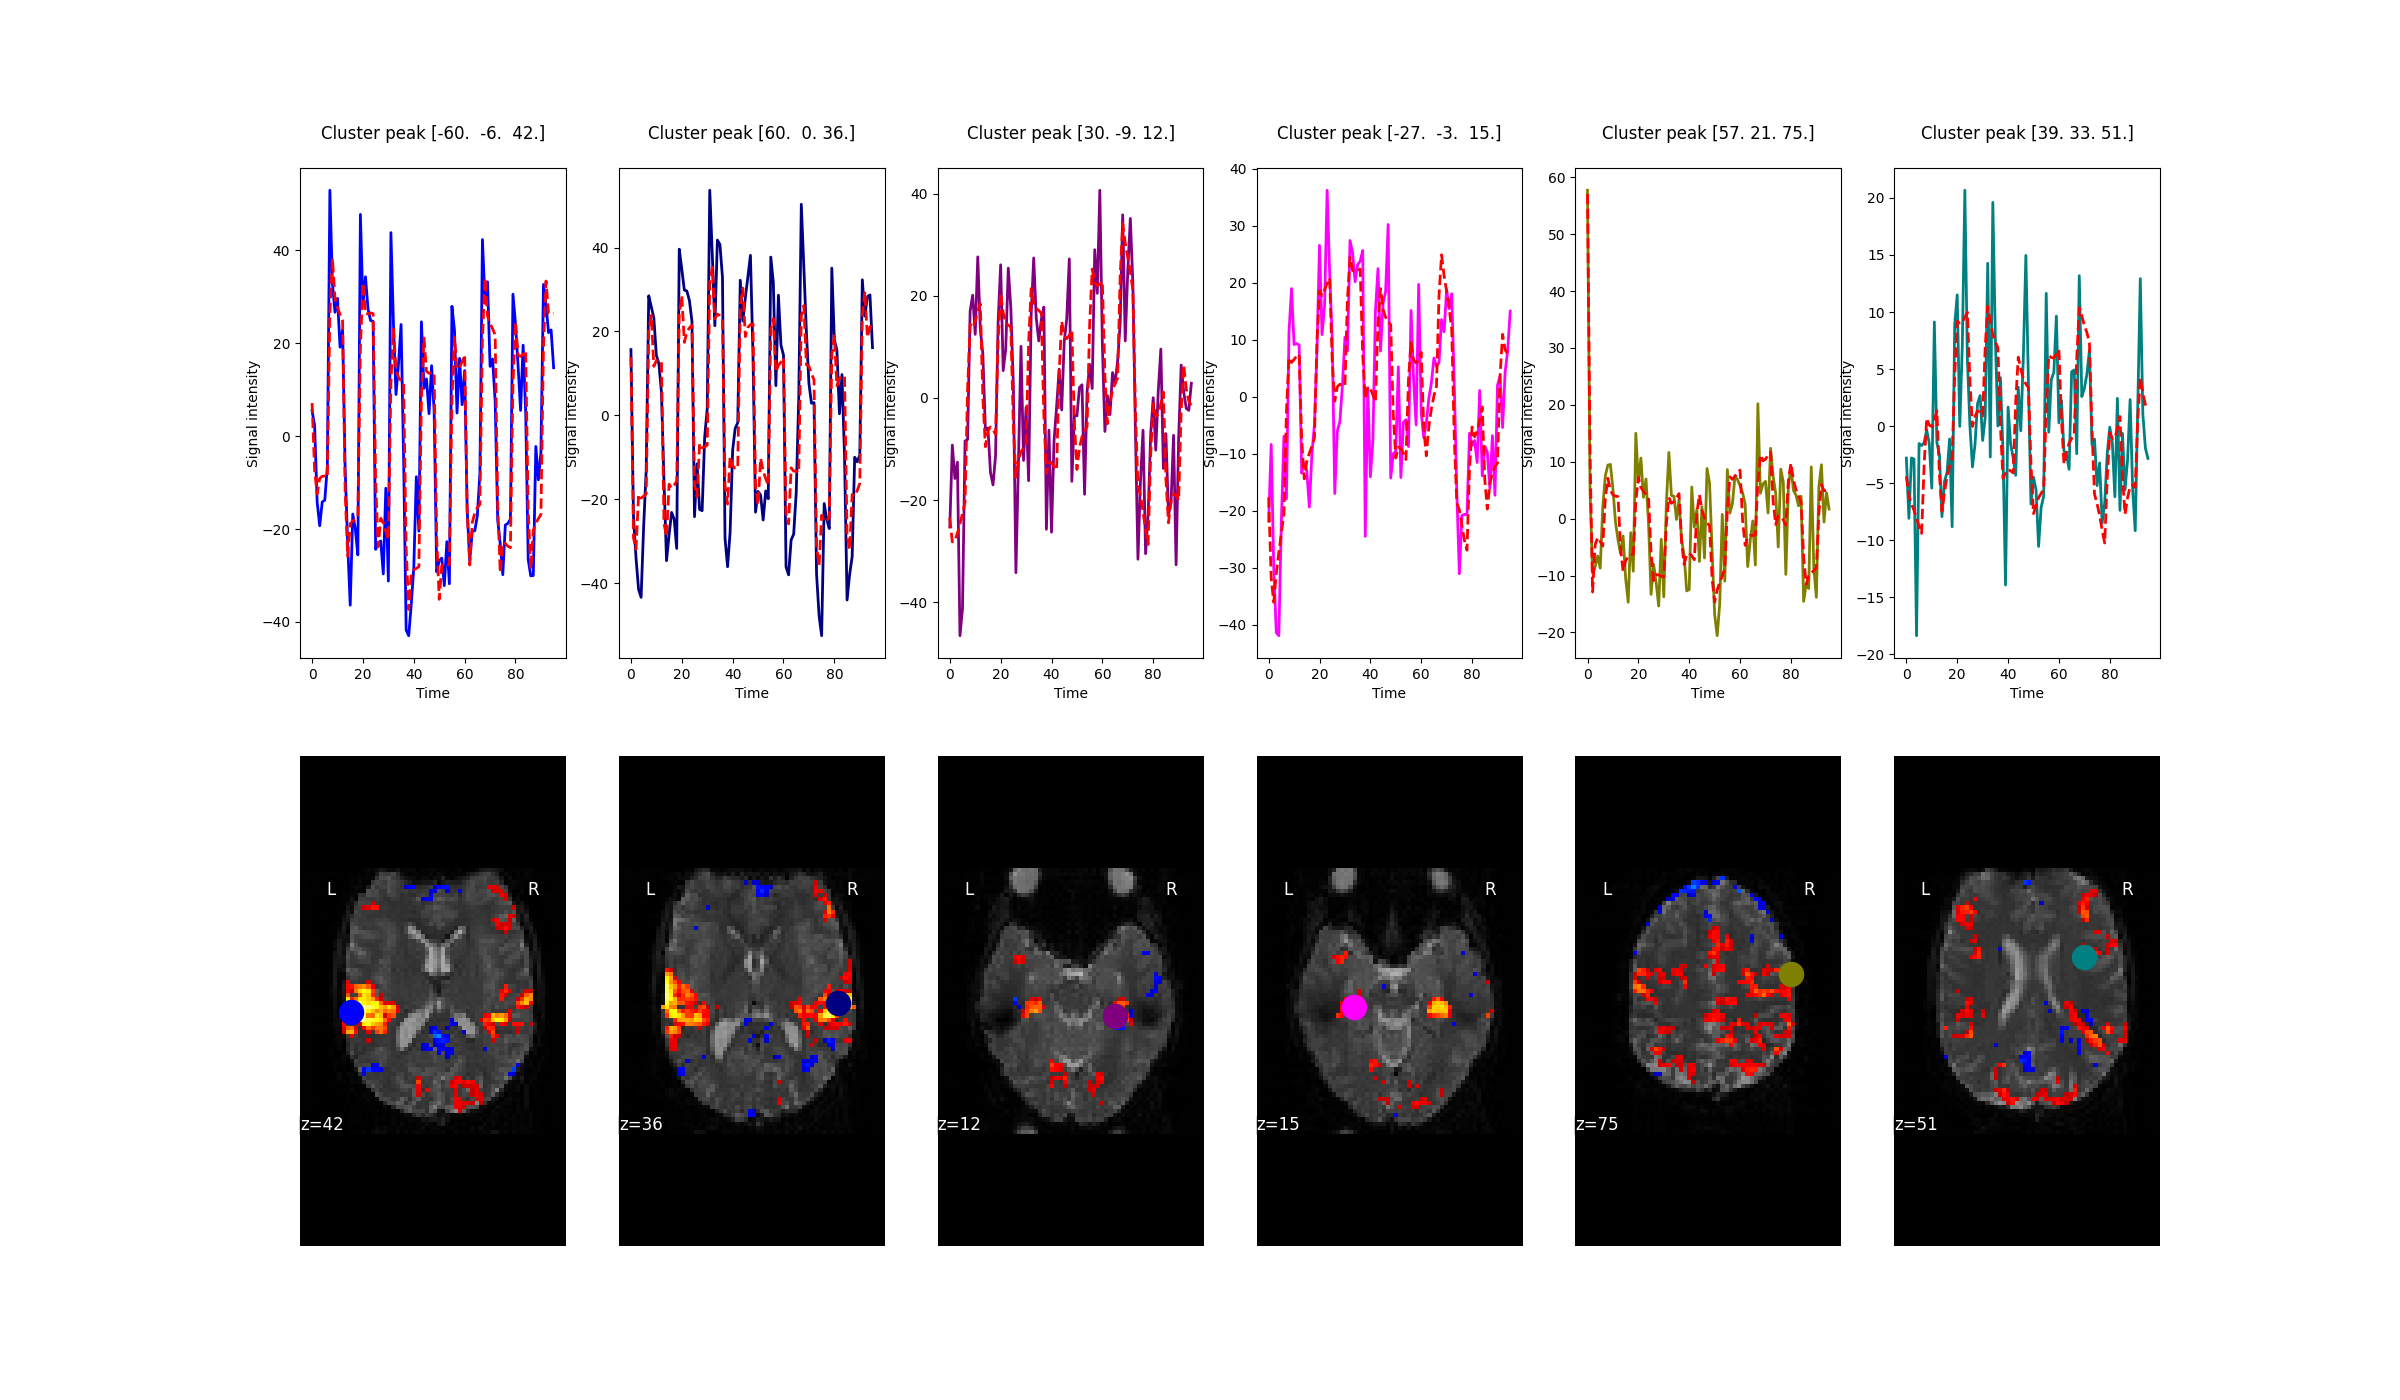 Cluster peak [-60.  -6.  42.]
Cluster peak [60.  0. 36.]
Cluster peak [30. -9. 12.]
Cluster peak [-27.  -3.  15.]
Cluster peak [57. 21. 75.]
Cluster peak [39. 33. 51.]
Signal intensity
40
20
0
−20
−40
0 20 40 60 80
Time
Signal intensity
40
20
0
−20
−40
0 20 40 60 80
Time
Signal intensity
40
20
0
−20
−40
0 20 40 60 80
Time
Signal intensity
40
30
20
10
0
−10
−20
−30
−40
0 20 40 60 80
Time
Signal intensity
60
50
40
30
20
10
0
−10
−20
0 20 40 60 80
Time
Signal intensity
20
15
10
5
0
−5
−10
−15
−20
0 20 40 60 80
Time
L R
z=42
L R
z=36
L R
z=12
L R
z=15
L R
z=75
L R
z=51